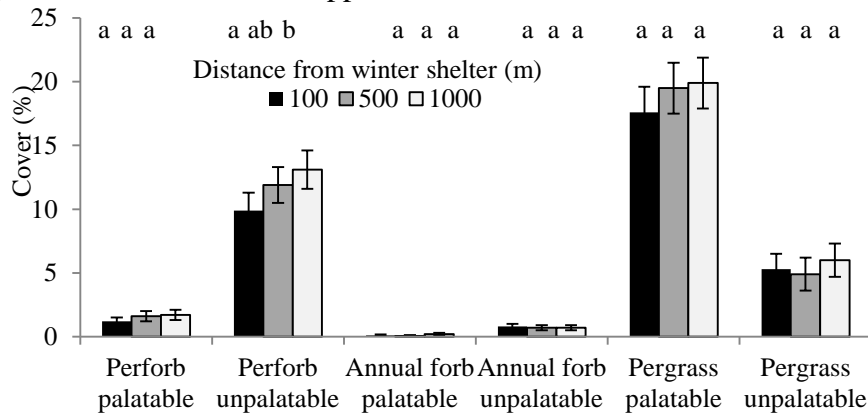 25
20
15
10
5
0
Cover (%)
a a a
a ab b
a a a
a a a
a a a
a a a
Distance from winter shelter (m)
100 500 1000
Perforb palatable
Perforb unpalatable
Annual forb palatable
Annual forb unpalatable
Pergrass palatable
Pergrass unpalatable